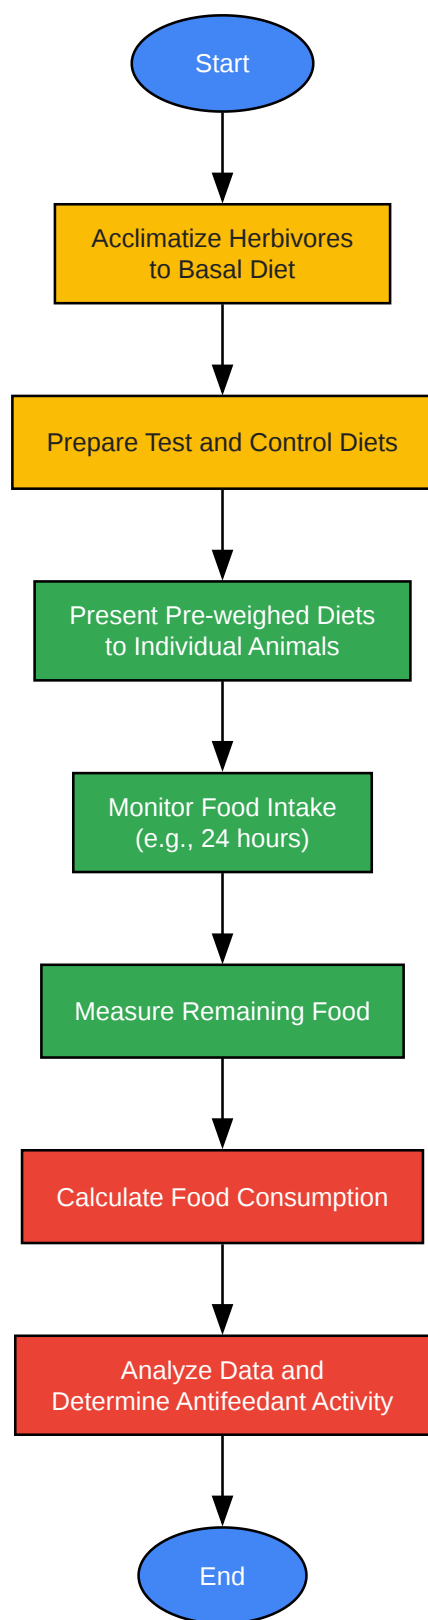 Start
Acclimatize Herbivores
to Basal Diet
Prepare Test and Control Diets
Present Pre-weighed Diets
to Individual Animals
Monitor Food Intake
(e.g., 24 hours)
Measure Remaining Food
Calculate Food Consumption
Analyze Data and
Determine Antifeedant Activity
End